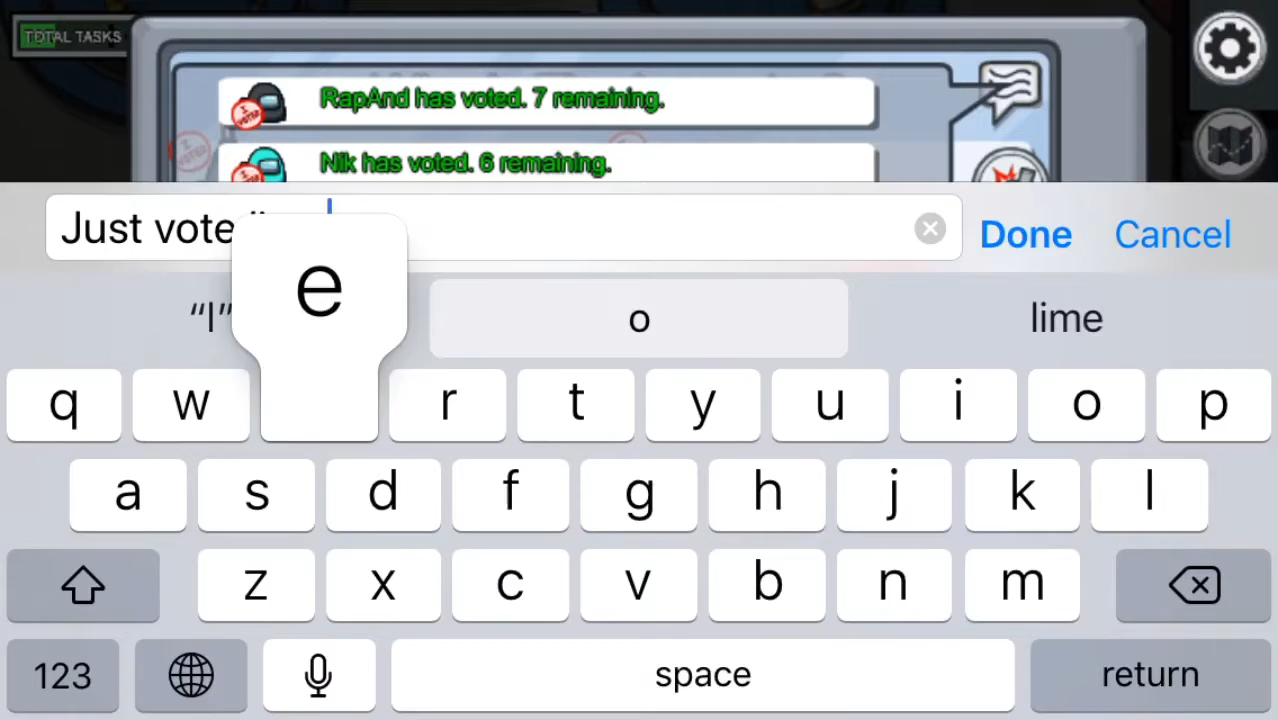 TOTAL TASKS
RapAnd has voted. 7 remaining.
I VOTED
Nik has voted. 6 remaining.
Just vote
Done
Cancel
e
“l”
o
lime
q w r t y u i o p
a s d f g h j k l
z x c v b n m
123
space
return